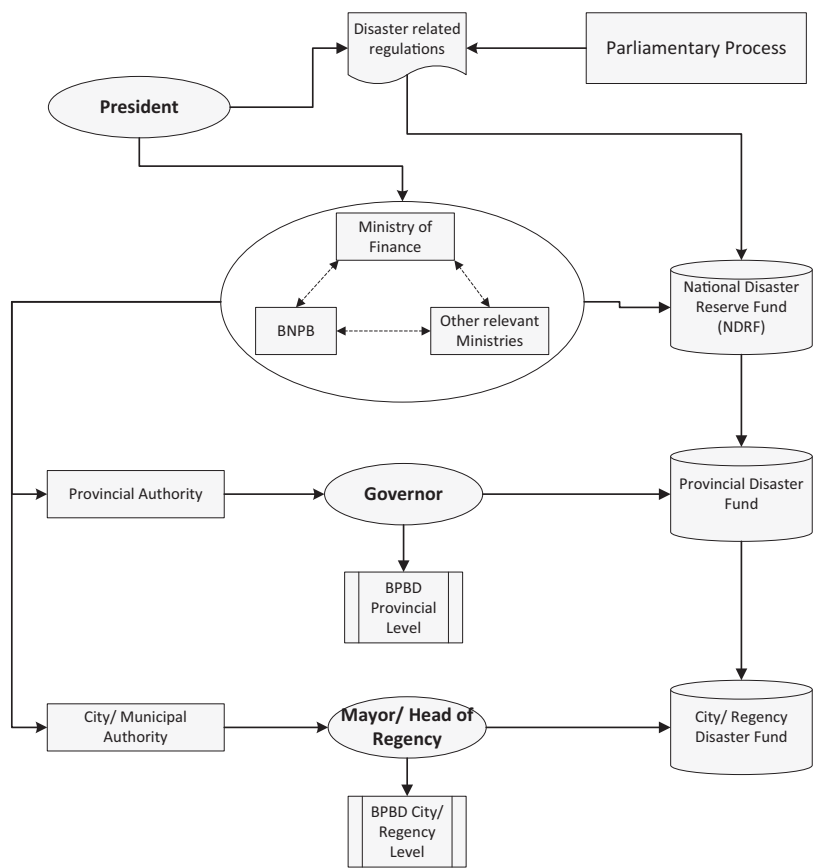 Disaster related
regulations
Parliamentary Process
President
Ministry of
Finance
BNPB
Other relevant
Ministries
National Disaster
Reserve Fund
(NDRF)
Provincial Authority
Governor
Provincial Disaster
Fund
BPBD
Provincial
Level
City/ Municipal
Authority
Mayor/ Head of
Regency
City/ Regency
Disaster Fund
BPBD City/
Regency
Level